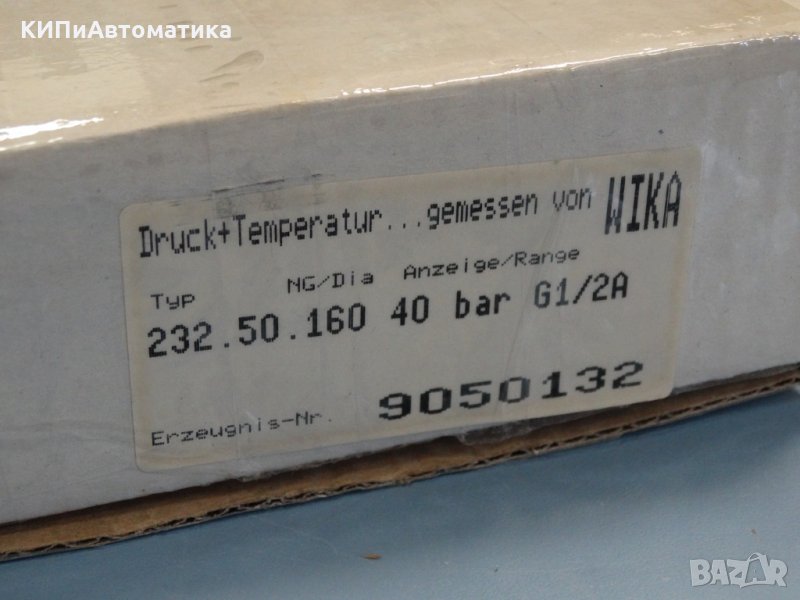 КИПиАвтоматика
Druck+Temperatur...gemessen von WIKA
Typ NG/Dia Anzeige/Range
232.50.160 40 bar G1/2A
Erzeugnis-Nr. 9050132
BAZAR